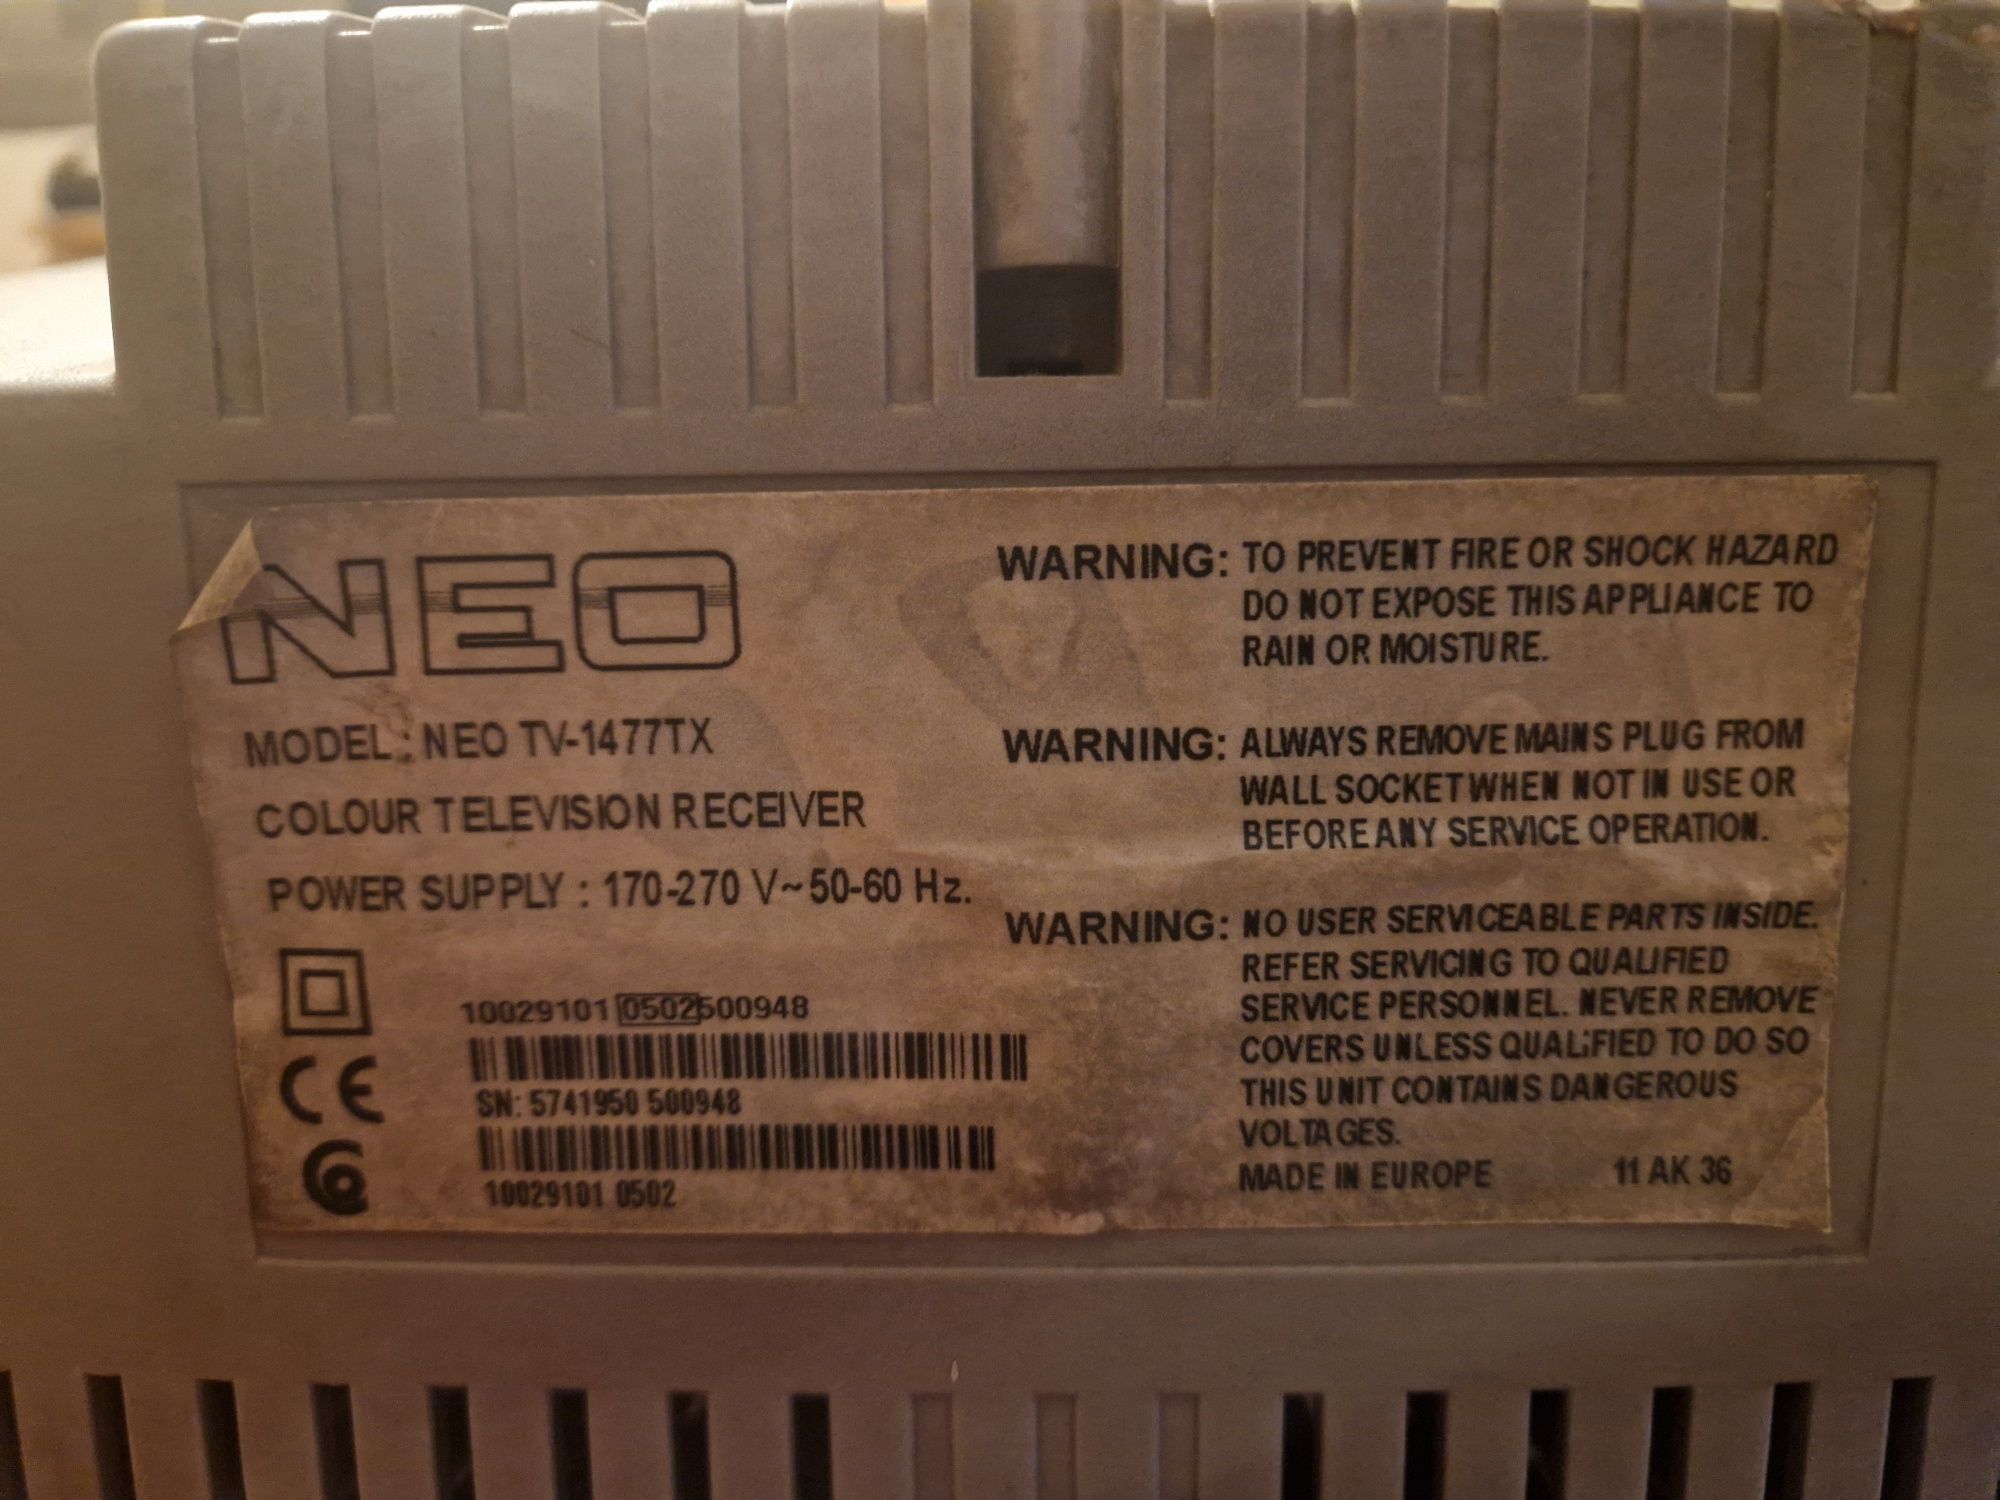 NEO
MODEL : NEO TV-1477TX
COLOUR TELEVISION RECEIVER
POWER SUPPLY : 170-270 V~ 50-60 Hz.
10029101 0502500948
SN: 5741950 500948
10029101 0502
CE
WARNING: TO PREVENT FIRE OR SHOCK HAZARD
DO NOT EXPOSE THIS APPLIANCE TO
RAIN OR MOISTURE.
WARNING: ALWAYS REMOVE MAINS PLUG FROM
WALL SOCKET WHEN NOT IN USE OR
BEFORE ANY SERVICE OPERATION.
WARNING: NO USER SERVICEABLE PARTS INSIDE.
REFER SERVICING TO QUALIFIED
SERVICE PERSONNEL. NEVER REMOVE
COVERS UNLESS QUALIFIED TO DO SO
THIS UNIT CONTAINS DANGEROUS
VOLTAGES.
MADE IN EUROPE 11 AK 36